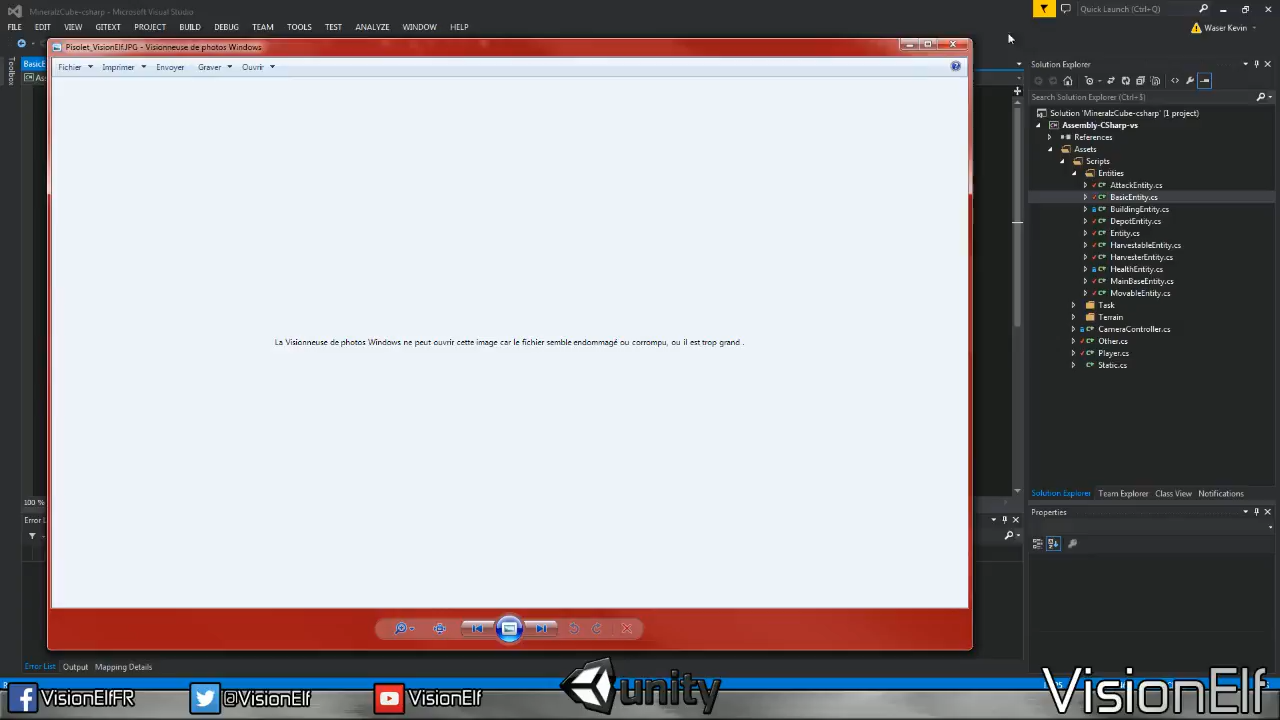 MineralzCube-csharp - Microsoft Visual Studio
Quick Launch (Ctrl+Q)
FILE EDIT VIEW GITEXT PROJECT BUILD DEBUG TEAM TOOLS TEST ANALYZE WINDOW HELP
Waser Kevin
Pisolet_VisionElf.JPG - Visionneuse de photos Windows
Fichier Imprimer Envoyer Graver Ouvrir
Toolbox
La Visionneuse de photos Windows ne peut ouvrir cette image car le fichier semble endommagé ou corrompu, ou il est trop grand .
100 %
Solution Explorer
Search Solution Explorer (Ctrl+$)
Solution 'MineralzCube-csharp' (1 project)
Assembly-CSharp-vs
References
Assets
Scripts
Entities
AttackEntity.cs
BasicEntity.cs
BuildingEntity.cs
DepotEntity.cs
Entity.cs
HarvestableEntity.cs
HarvesterEntity.cs
HealthEntity.cs
MainBaseEntity.cs
MovableEntity.cs
Task
Terrain
CameraController.cs
Other.cs
Player.cs
Static.cs
Solution Explorer Team Explorer Class View Notifications
Properties
Error List Output Mapping Details
VisionElfFR @VisionElf VisionElf unity VisionElf